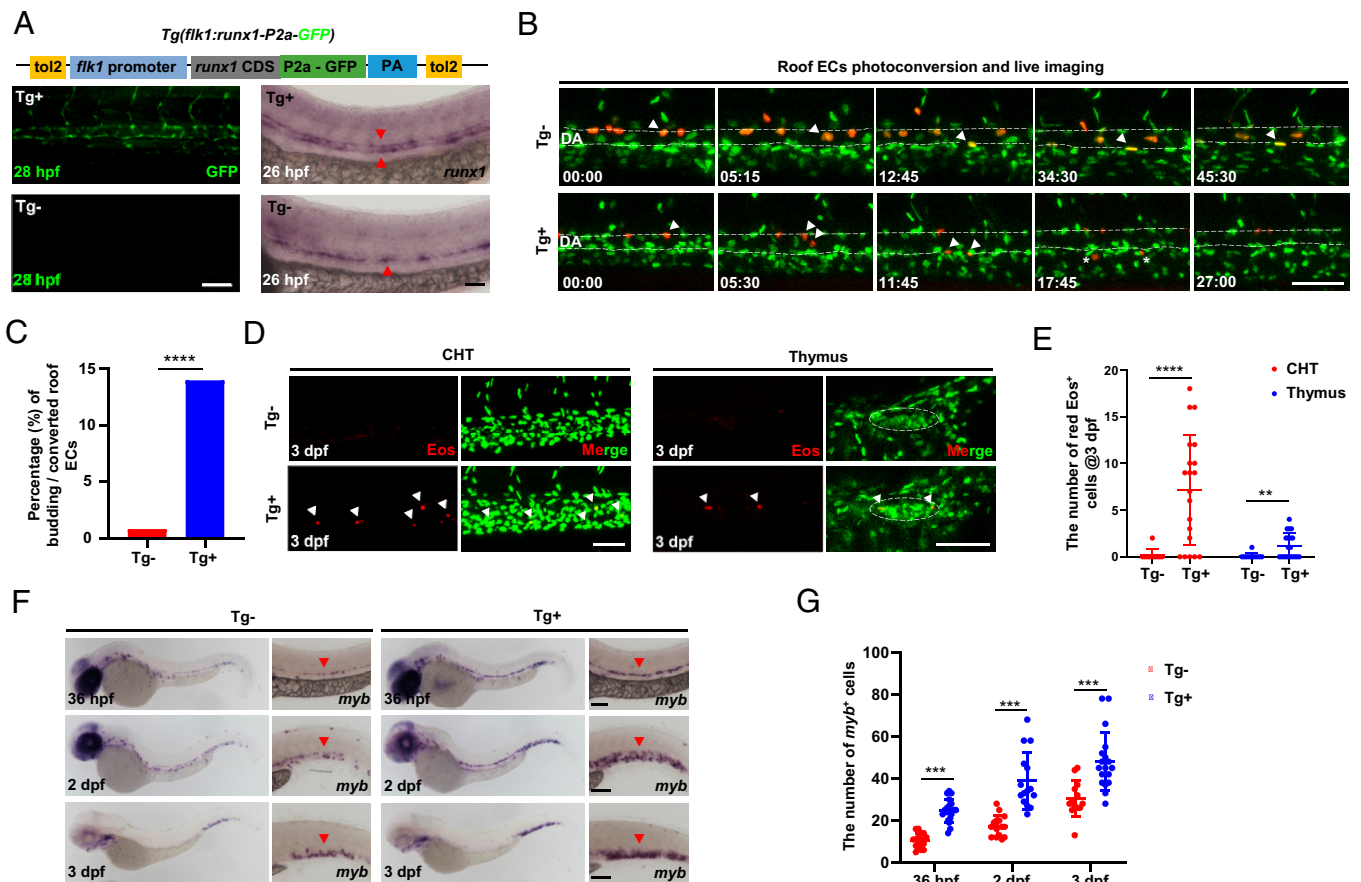 A
Tg(flk1:runx1-P2a-GFP)
tol2 flk1 promoter runx1 CDS P2a - GFP PA tol2
Tg+ Tg+
28 hpf GFP 26 hpf runx1
Tg- Tg-
28 hpf 26 hpf
B
Roof ECs photoconversion and live imaging
Tg-
DA
00:00 05:15 12:45 34:30 45:30
Tg+
DA
* *
00:00 05:30 11:45 17:45 27:00
C
Percentage (%) of
budding / converted roof
ECs
15
10
5
0
****
Tg- Tg+
D
CHT Thymus
Tg-
3 dpf Eos Merge 3 dpf Eos Merge
Tg+
3 dpf 3 dpf
E
The number of red Eos+
cells @3 dpf
20
15
10
5
0
****
**
CHT
Thymus
Tg- Tg+ Tg- Tg+
F
Tg- Tg+
36 hpf myb 36 hpf myb
2 dpf myb 2 dpf myb
3 dpf myb 3 dpf myb
G
The number of myb+ cells
100
80
60
40
20
0
***
***
***
Tg-
Tg+
36 hpf 2 dpf 3 dpf